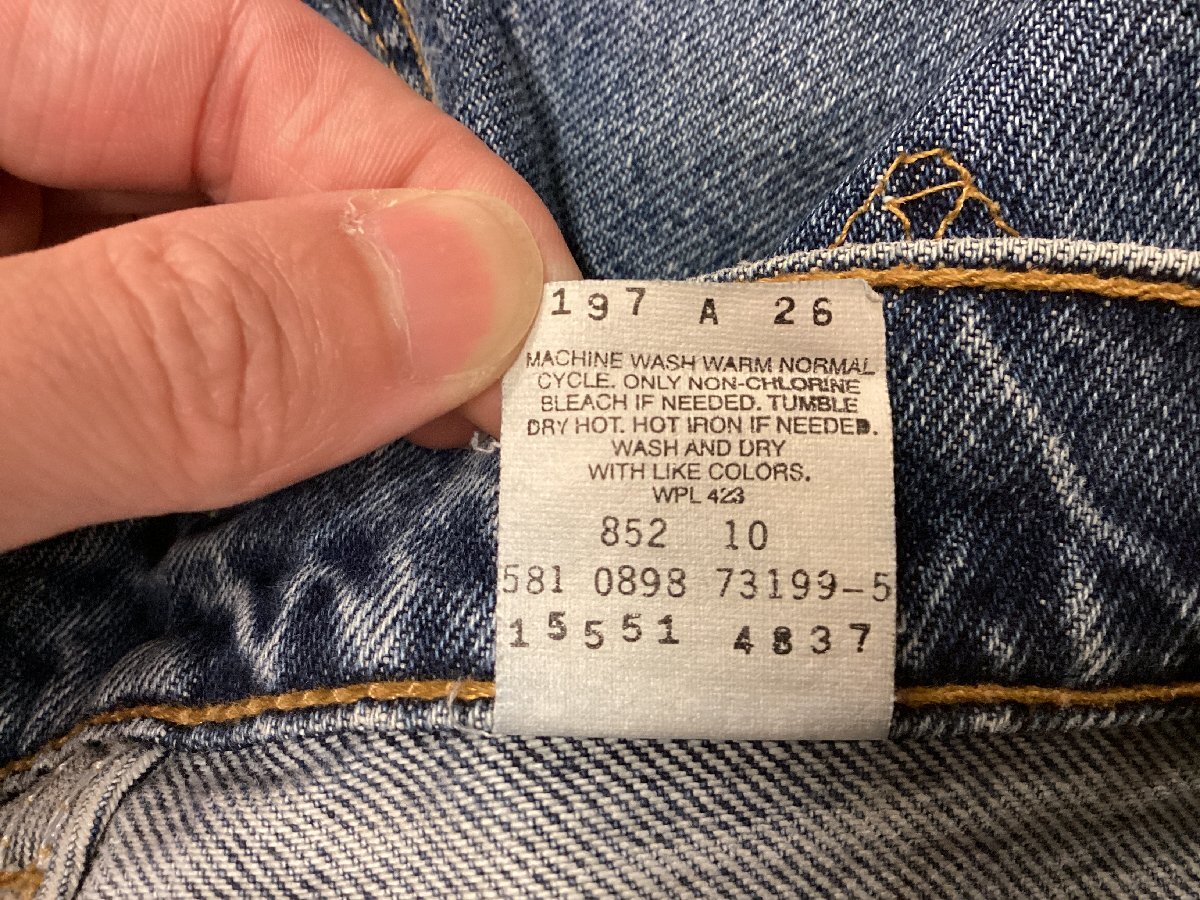 197 A 26
MACHINE WASH WARM NORMAL
CYCLE. ONLY NON-CHLORINE
BLEACH IF NEEDED. TUMBLE
DRY HOT. HOT IRON IF NEEDED.
WASH AND DRY
WITH LIKE COLORS.
WPL 423
852 10
581 0898 73199-5
15551 4837